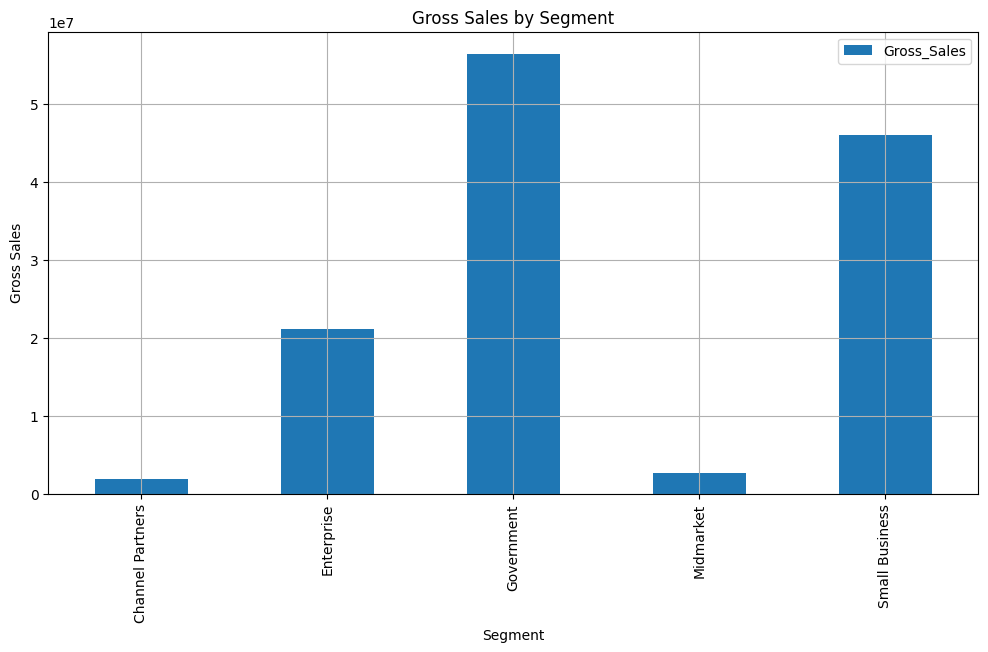 Gross Sales by Segment
1e7
Gross_Sales
5
4
3
2
1
0
Gross Sales
Channel Partners
Enterprise
Government
Midmarket
Small Business
Segment